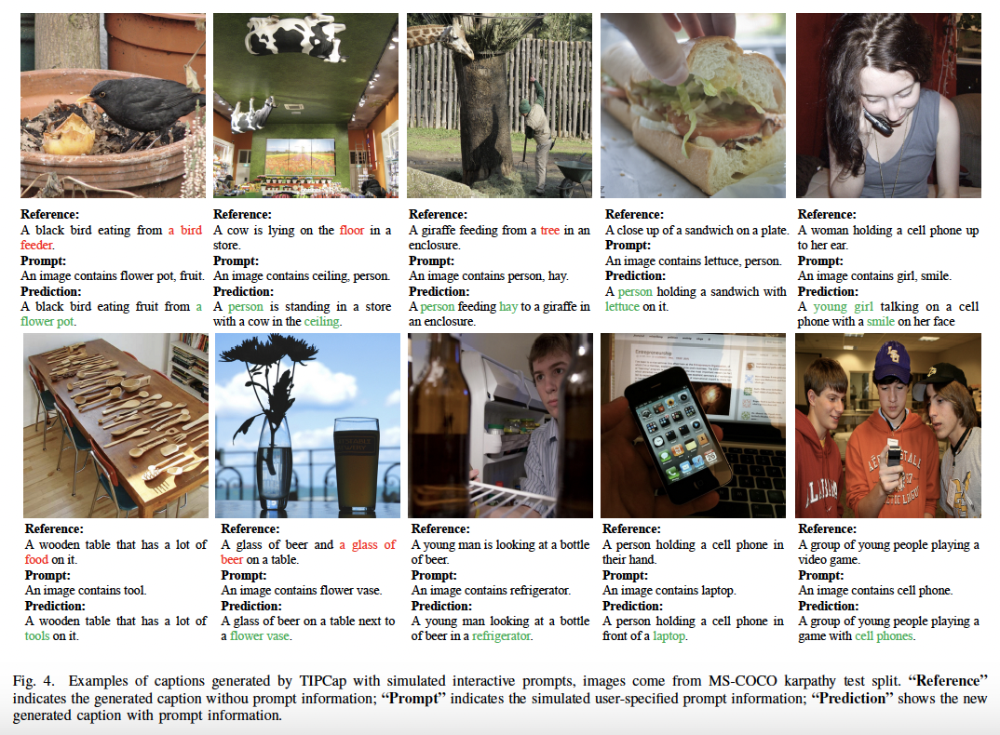 Reference:
A black bird eating from a bird
feeder.
Prompt:
An image contains flower pot, fruit.
Prediction:
A black bird eating fruit from a
flower pot.
Reference:
A cow is lying on the floor in a
store.
Prompt:
An image contains ceiling, person.
Prediction:
A person is standing in a store
with a cow in the ceiling.
Reference:
A giraffe feeding from a tree in an
enclosure.
Prompt:
An image contains person, hay.
Prediction:
A person feeding hay to a giraffe in
an enclosure.
Reference:
A close up of a sandwich on a plate.
Prompt:
An image contains lettuce, person.
Prediction:
A person holding a sandwich with
lettuce on it.
Reference:
A woman holding a cell phone up
to her ear.
Prompt:
An image contains girl, smile.
Prediction:
A young girl talking on a cell
phone with a smile on her face
Entrepreneurship
20
Reference:
A wooden table that has a lot of
food on it.
Prompt:
An image contains tool.
Prediction:
A wooden table that has a lot of
tools on it.
Reference:
A glass of beer and a glass of
beer on a table.
Prompt:
An image contains flower vase.
Prediction:
A glass of beer on a table next to
a flower vase.
Reference:
A young man is looking at a bottle
of beer.
Prompt:
An image contains refrigerator.
Prediction:
A young man looking at a bottle
of beer in a refrigerator.
Reference:
A person holding a cell phone in
their hand.
Prompt:
An image contains laptop.
Prediction:
A person holding a cell phone in
front of a laptop.
Reference:
A group of young people playing a
video game.
Prompt:
An image contains cell phone.
Prediction:
A group of young people playing a
game with cell phones.
Fig. 4. Examples of captions generated by TIPCap with simulated interactive prompts, images come from MS-COCO karpathy test split. “Reference”
indicates the generated caption withou prompt information; “Prompt” indicates the simulated user-specified prompt information; “Prediction” shows the new
generated caption with prompt information.